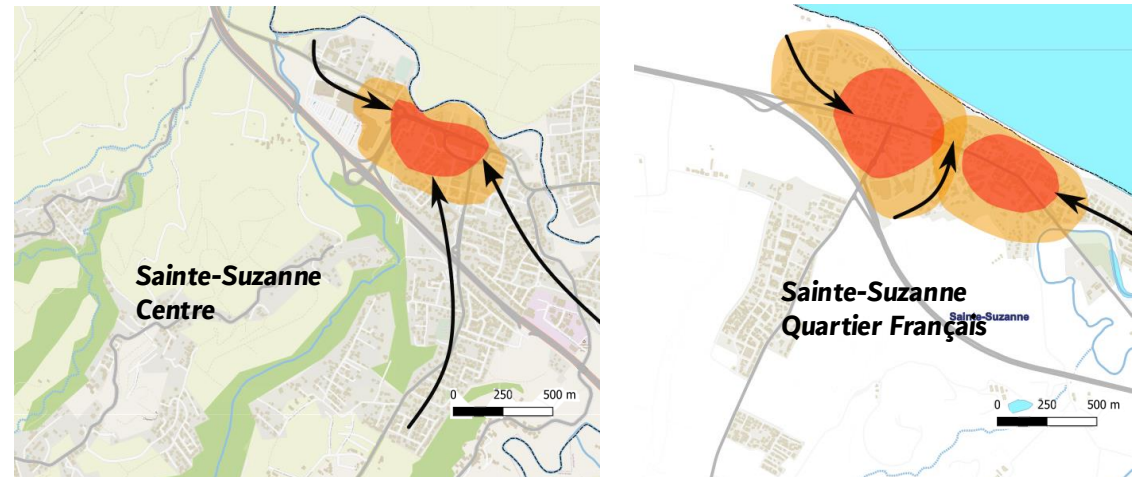 Sainte-Suzanne
Centre
0 250 500 m
Sainte-Suzanne
Quartier Français
Sainte-Suzanne
0 250 500 m